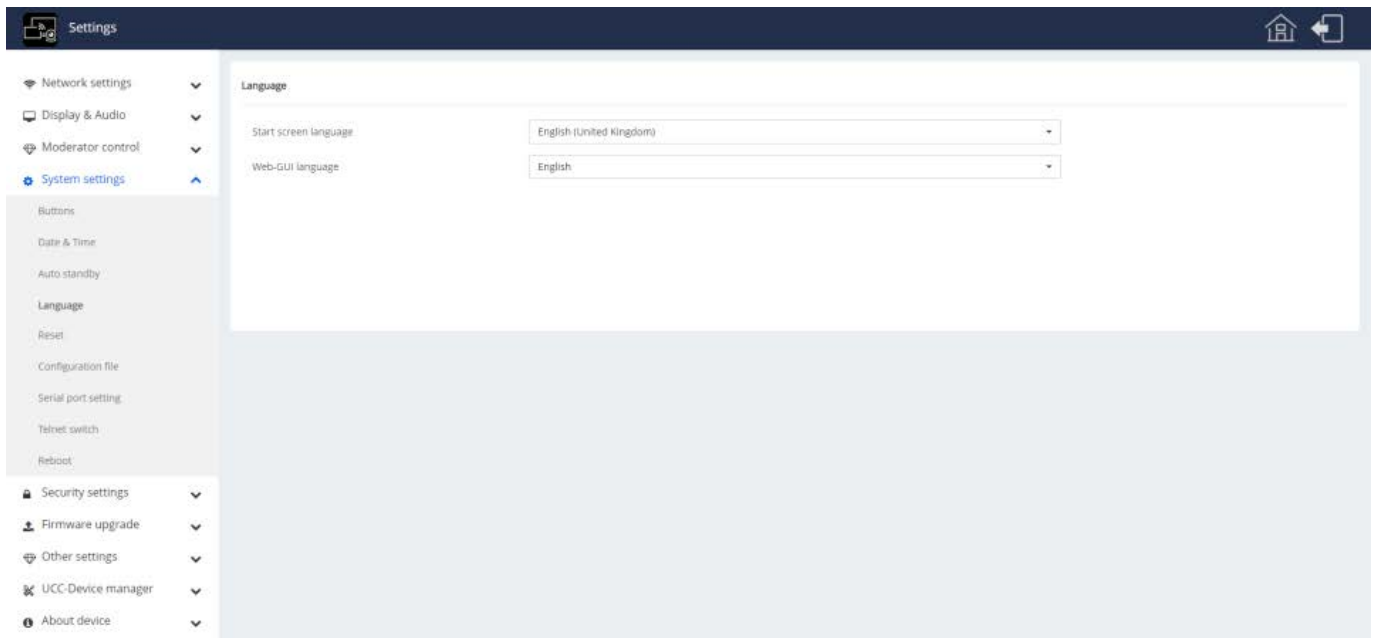 Settings
Network settings
Display & Audio
Moderator control
System settings
Buttons
Date & Time
Auto standby
Language
Reset
Configuration file
Serial port setting
Telnet switch
Reboot
Security settings
Firmware upgrade
Other settings
UCC-Device manager
About device
Language
Start screen language English (United Kingdom)
Web-GUI language English